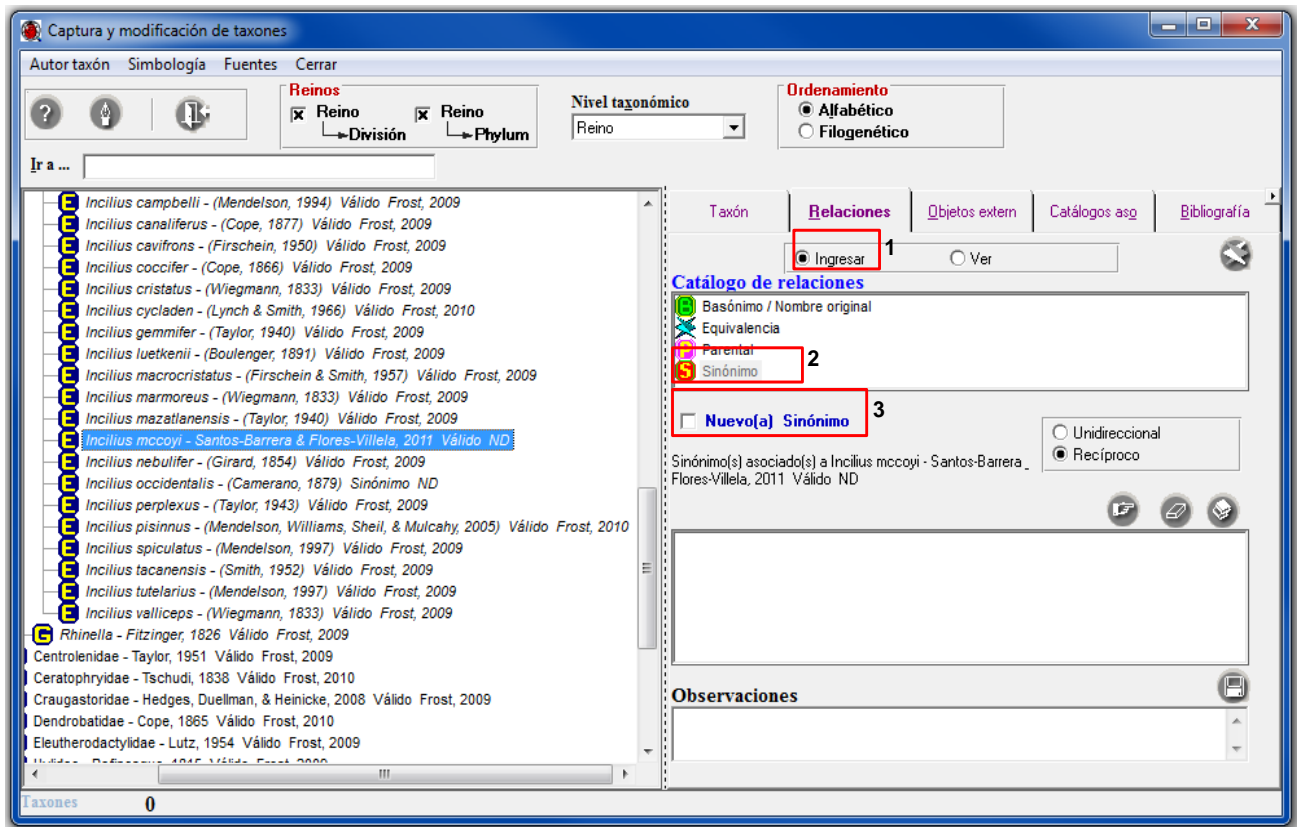 Captura y modificación de taxones
Autor taxón Simbología Fuentes Cerrar
Reinos
Reino Reino
División Phylum
Nivel taxonómico
Reino
Ordenamiento
Alfabético
Filogenético
Ir a ...
E Incilius campbelli - (Mendelson, 1994) Válido Frost, 2009
E Incilius canaliferus - (Cope, 1877) Válido Frost, 2009
E Incilius cavifrons - (Firschein, 1950) Válido Frost, 2009
E Incilius coccifer - (Cope, 1866) Válido Frost, 2009
E Incilius cristatus - (Wiegmann, 1833) Válido Frost, 2009
E Incilius cycladen - (Lynch & Smith, 1966) Válido Frost, 2010
E Incilius gemmifer - (Taylor, 1940) Válido Frost, 2009
E Incilius luetkenii - (Boulenger, 1891) Válido Frost, 2009
E Incilius macrocristatus - (Firschein & Smith, 1957) Válido Frost, 2009
E Incilius marmoreus - (Wiegmann, 1833) Válido Frost, 2009
E Incilius mazatlanensis - (Taylor, 1940) Válido Frost, 2009
E Incilius mccoyi - Santos-Barrera & Flores-Villela, 2011 Válido ND
E Incilius nebulifer - (Girard, 1854) Válido Frost, 2009
E Incilius occidentalis - (Camerano, 1879) Sinónimo ND
E Incilius perplexus - (Taylor, 1943) Válido Frost, 2009
E Incilius pisinnus - (Mendelson, Williams, Sheil, & Mulcahy, 2005) Válido Frost, 2010
E Incilius spiculatus - (Mendelson, 1997) Válido Frost, 2009
E Incilius tacanensis - (Smith, 1952) Válido Frost, 2009
E Incilius tutelarius - (Mendelson, 1997) Válido Frost, 2009
E Incilius valliceps - (Wiegmann, 1833) Válido Frost, 2009
G Rhinella - Fitzinger, 1826 Válido Frost, 2009
Centrolenidae - Taylor, 1951 Válido Frost, 2009
Ceratophryidae - Tschudi, 1838 Válido Frost, 2010
Craugastoridae - Hedges, Duellman, & Heinicke, 2008 Válido Frost, 2009
Dendrobatidae - Cope, 1865 Válido Frost, 2010
Eleutherodactylidae - Lutz, 1954 Válido Frost, 2009
Taxones 0
Taxón Relaciones Objetos extern Catálogos aso Bibliografía
Ingresar 1 Ver
Catálogo de relaciones
B Basónimo / Nombre original
Equivalencia
P Parental
S Sinónimo 2
Nuevo(a) Sinónimo 3
Unidireccional
Recíproco
Sinónimo(s) asociado(s) a Incilius mccoyi - Santos-Barrera _
Flores-Villela, 2011 Válido ND
Observaciones